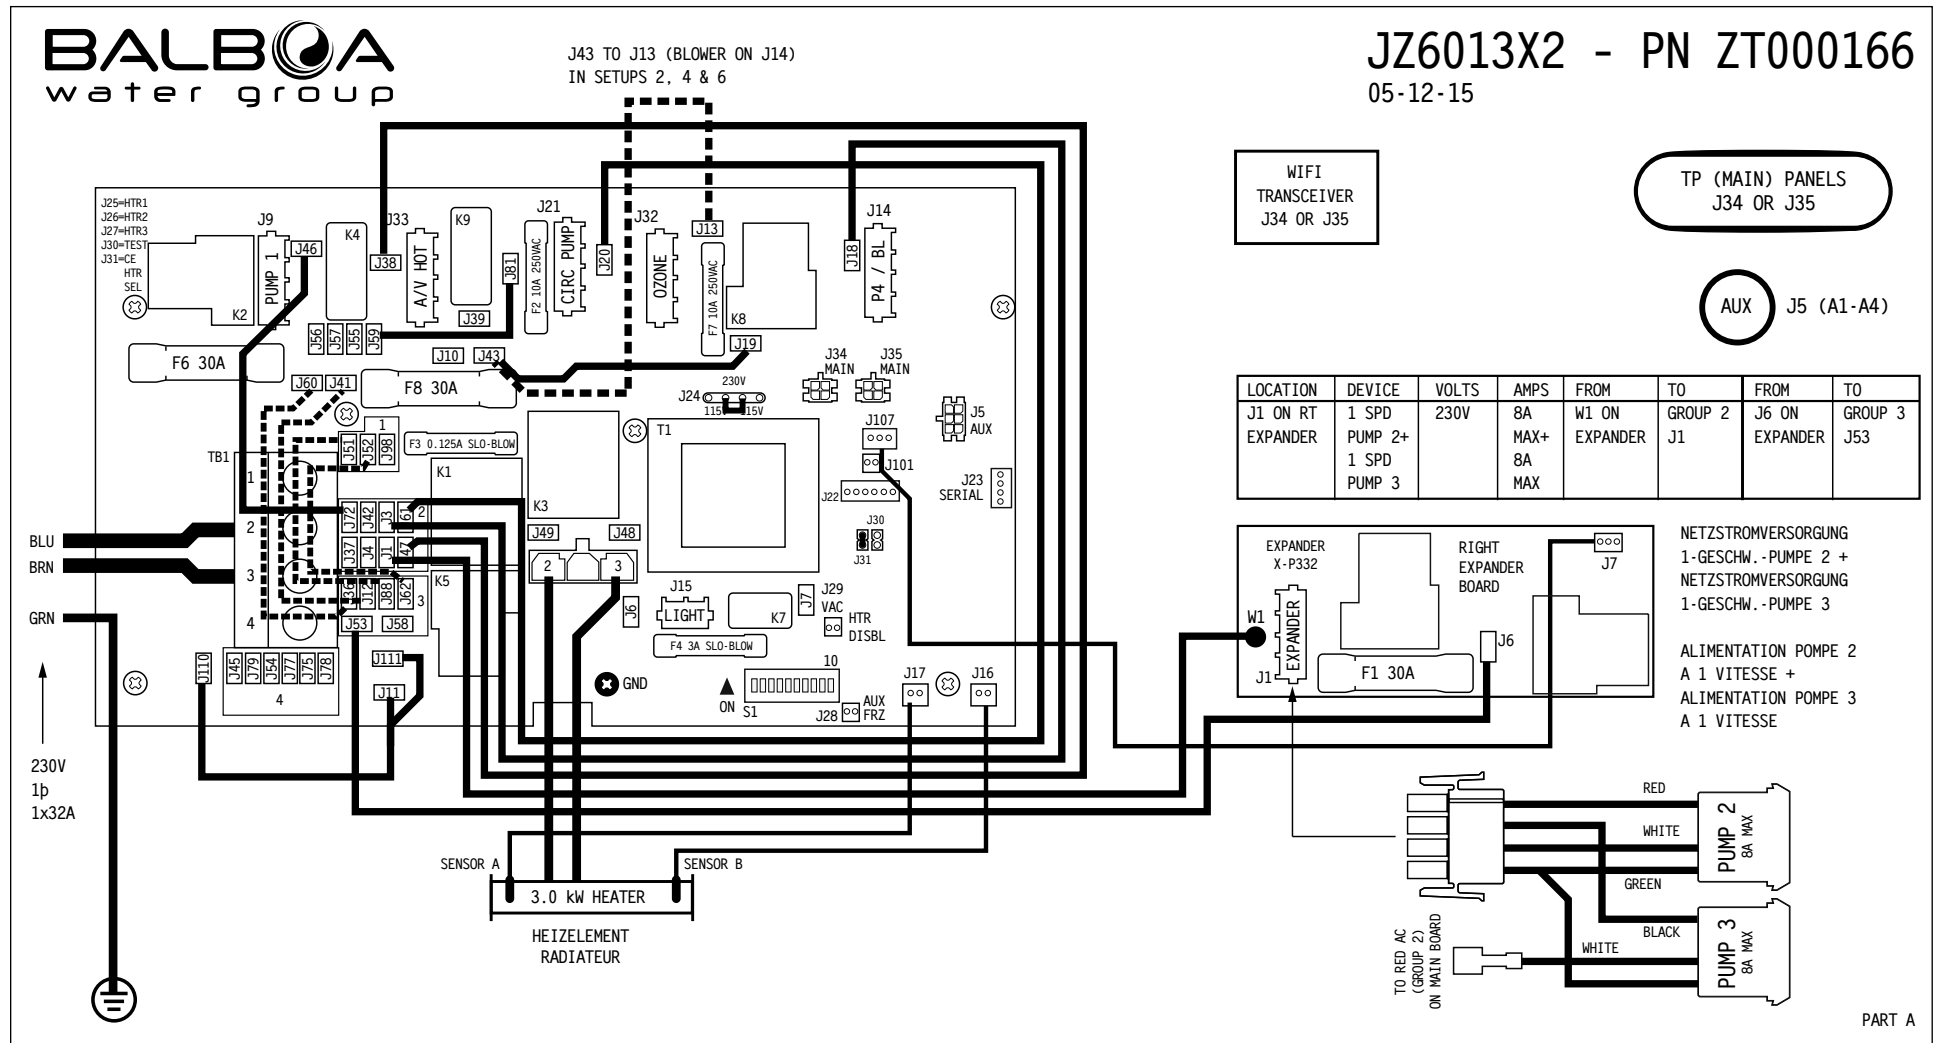 BALBOA
water group
J43 TO J13 (BLOWER ON J14)
IN SETUPS 2, 4 & 6
JZ6013X2 - PN ZT000166
05-12-15
WIFI
TRANSCEIVER
J34 OR J35
TP (MAIN) PANELS
J34 OR J35
AUX
J5 (A1-A4)
J25=HTR1
J26=HTR2
J27=HTR3
J30=TEST
J31=CE
HTR
SEL
K2
J9
PUMP 1
J46
K4
J33
J38
A/V HOT
K9
J39
J81
J21
F2 10A 250VAC
CIRC PUMP
J20
J32
OZONE
J13
F7 10A 250VAC
K8
J18
J14
P4 / BL
J56
J57
J55
J59
F6 30A
J10
J43
J19
J60
J41
F8 30A
J24
230V
115V
115V
J34
MAIN
J35
MAIN
J5
AUX
J107
J101
J22
J23
SERIAL
J30
J31
TB1
1
2
3
4
1
J51
J52
J98
F3 0.125A SLO-BLOW
K1
K3
T1
J72
J42
J3
J61
2
J37
J4
J1
J47
J49
J48
2
3
J36
J12
J88
J62
3
K5
J53
J58
J6
J15
LIGHT
K7
J7
J29
VAC
HTR
DISBL
F4 3A SLO-BLOW
J110
J45
J79
J54
J77
J75
J78
4
J111
J11
GND
ON
S1
10
J28
AUX
FRZ
J17
J16
BLU
BRN
GRN
230V
1þ
1x32A
SENSOR A
SENSOR B
3.0 kW HEATER
HEIZELEMENT
RADIATEUR
LOCATION DEVICE VOLTS AMPS FROM TO FROM TO
J1 ON RT 1 SPD 230V 8A W1 ON GROUP 2 J6 ON GROUP 3
EXPANDER PUMP 2+ MAX+ EXPANDER J1 EXPANDER J53
1 SPD 8A
PUMP 3 MAX
EXPANDER
X-P332
RIGHT
EXPANDER
BOARD
J7
W1
J1
EXPANDER
F1 30A
J6
NETZSTROMVERSORGUNG
1-GESCHW.-PUMPE 2 +
NETZSTROMVERSORGUNG
1-GESCHW.-PUMPE 3
ALIMENTATION POMPE 2
A 1 VITESSE +
ALIMENTATION POMPE 3
A 1 VITESSE
RED
WHITE
GREEN
BLACK
WHITE
PUMP 2
8A MAX
PUMP 3
8A MAX
TO RED AC
(GROUP 2)
ON MAIN BOARD
PART A